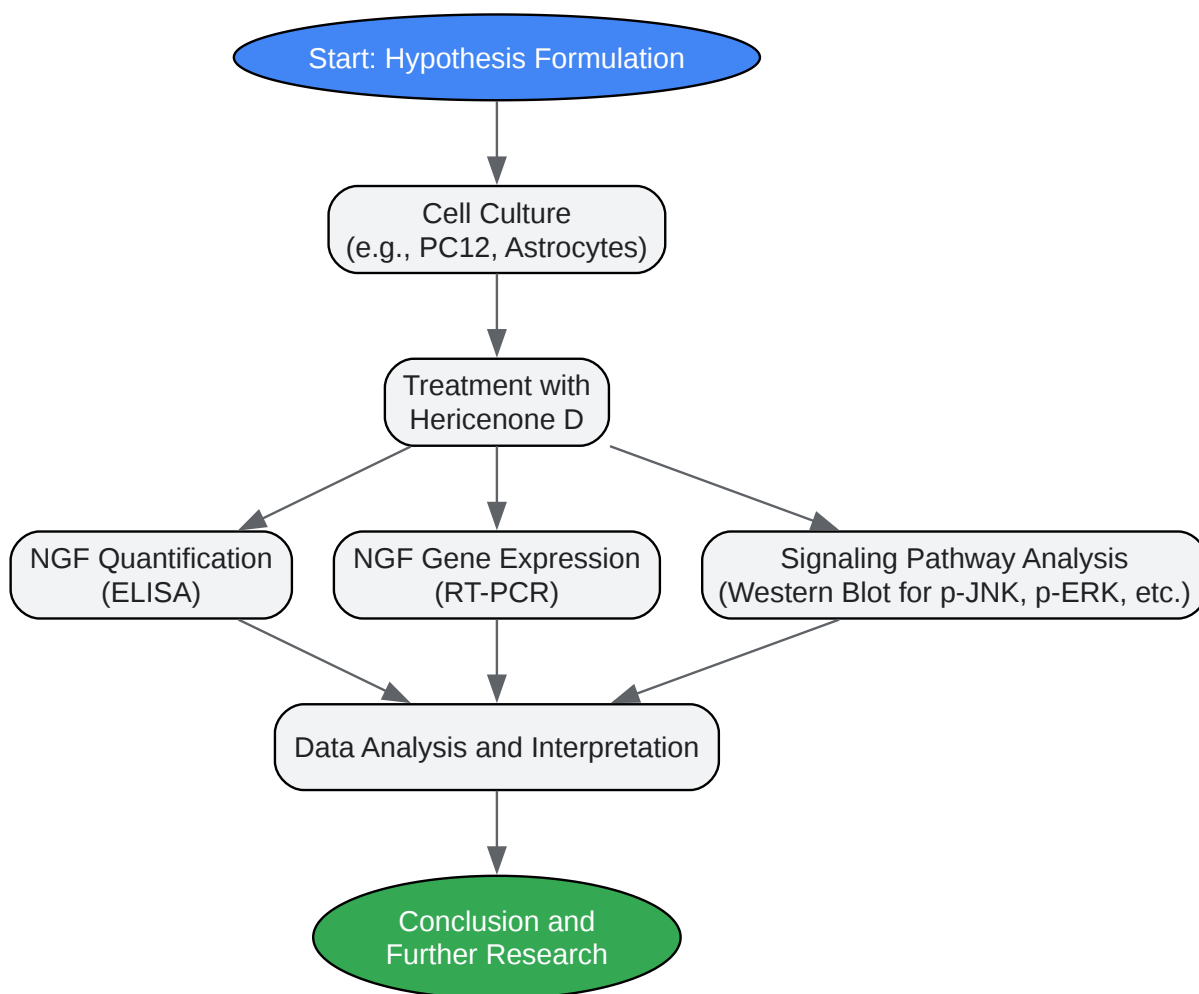 Start: Hypothesis Formulation
Cell Culture
(e.g., PC12, Astrocytes)
Treatment with
Hericenone D
NGF Quantification
(ELISA)
NGF Gene Expression
(RT-PCR)
Signaling Pathway Analysis
(Western Blot for p-JNK, p-ERK, etc.)
Data Analysis and Interpretation
Conclusion and
Further Research